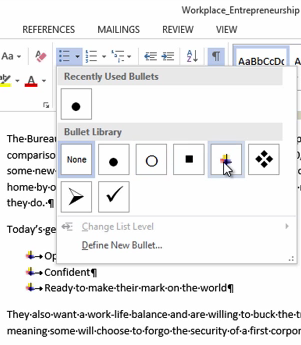 Workplace_Entrepreneurship
REFERENCES MAILINGS REVIEW VIEW
Aa
AaBbCcDc
Recently Used Bullets
Bullet Library
None
Change List Level
Define New Bullet...
The·Bureau
comparison
some·new
home·by·o
they·do.·¶
Today's·ge
Op
Confident¶
Ready·to·make·their·mark·on·the·world¶
They·also·want·a·work-life·balance·and·are·willing·to·buck·the·t
meaning·some·will·choose·to·forgo·the·security·of·a·first·corpor